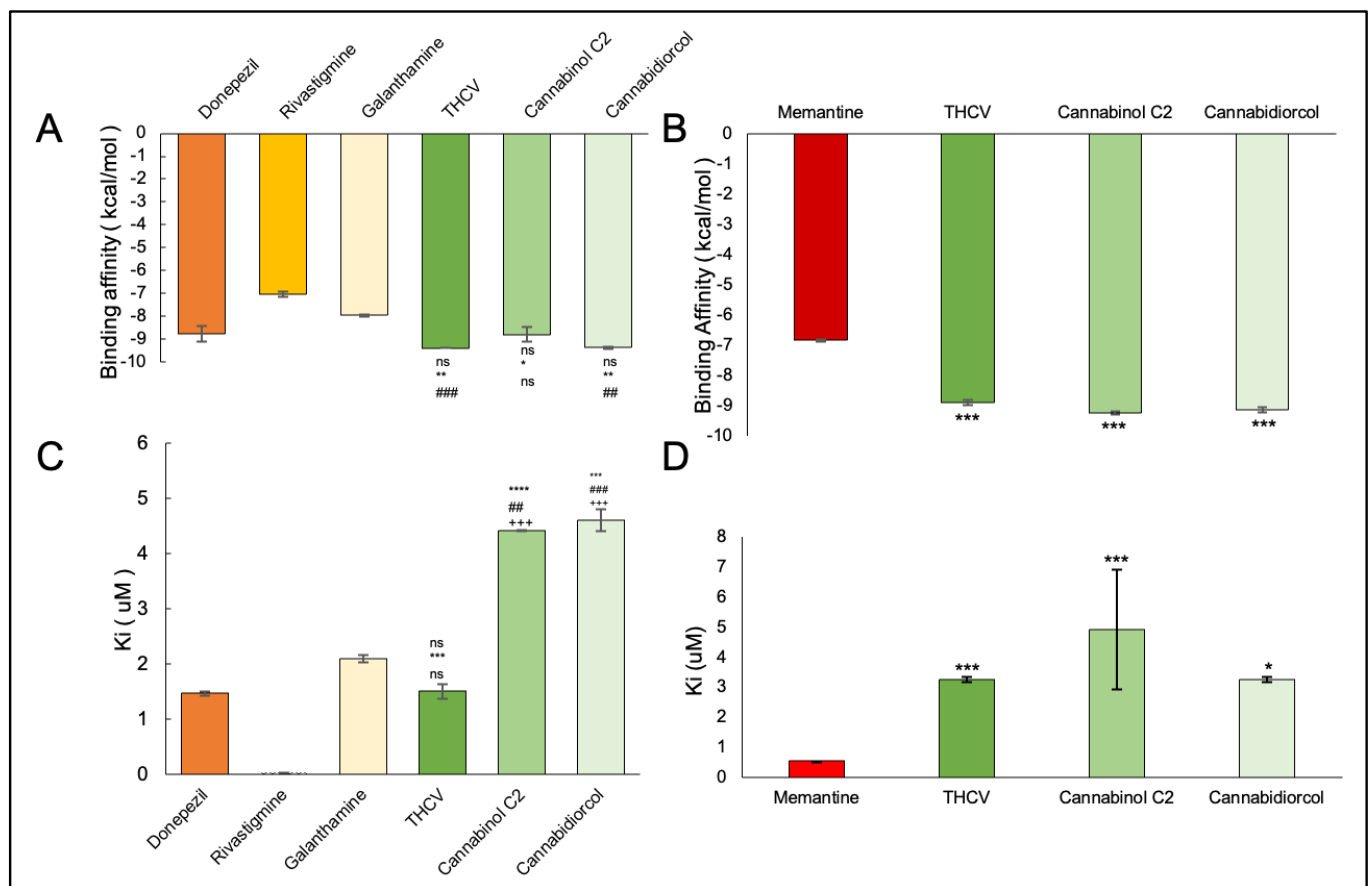 A
Donepezil
Rivastigmine
Galanthamine
THCV
Cannabinol C2
Cannabidiorcol
Binding affinity ( kcal/mol)
0
-1
-2
-3
-4
-5
-6
-7
-8
-9
-10
ns
**
###
ns
*
ns
ns
**
##
B
Memantine
THCV
Cannabinol C2
Cannabidiorcol
Binding Affinity ( kcal/mol )
0
-1
-2
-3
-4
-5
-6
-7
-8
-9
-10
***
***
***
C
Ki ( uM)
6
5
4
3
2
1
0
ns
***
ns
****
##
+++
***
###
+++
Donepezil
Rivastigmine
Galanthamine
THCV
Cannabinol C2
Cannabidiorcol
D
Ki (uM)
8
7
6
5
4
3
2
1
0
***
***
*
Memantine
THCV
Cannabinol C2
Cannabidiorcol